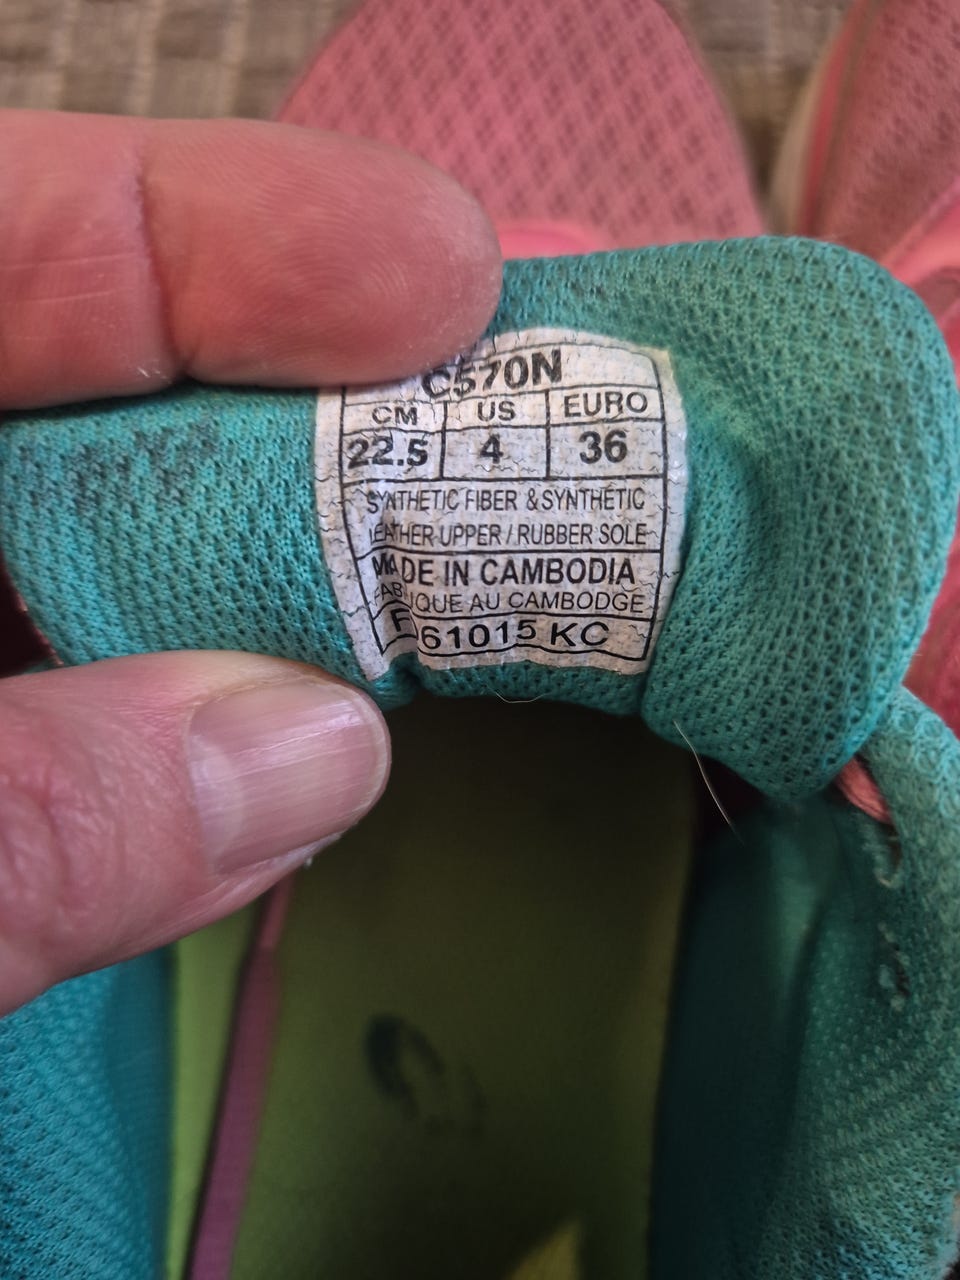 C570N
CM US EURO
22.5 4 36
SYNTHETIC FIBER & SYNTHETIC
LEATHER UPPER / RUBBER SOLE
MADE IN CAMBODIA
AU CAMBODGE
61015 KC